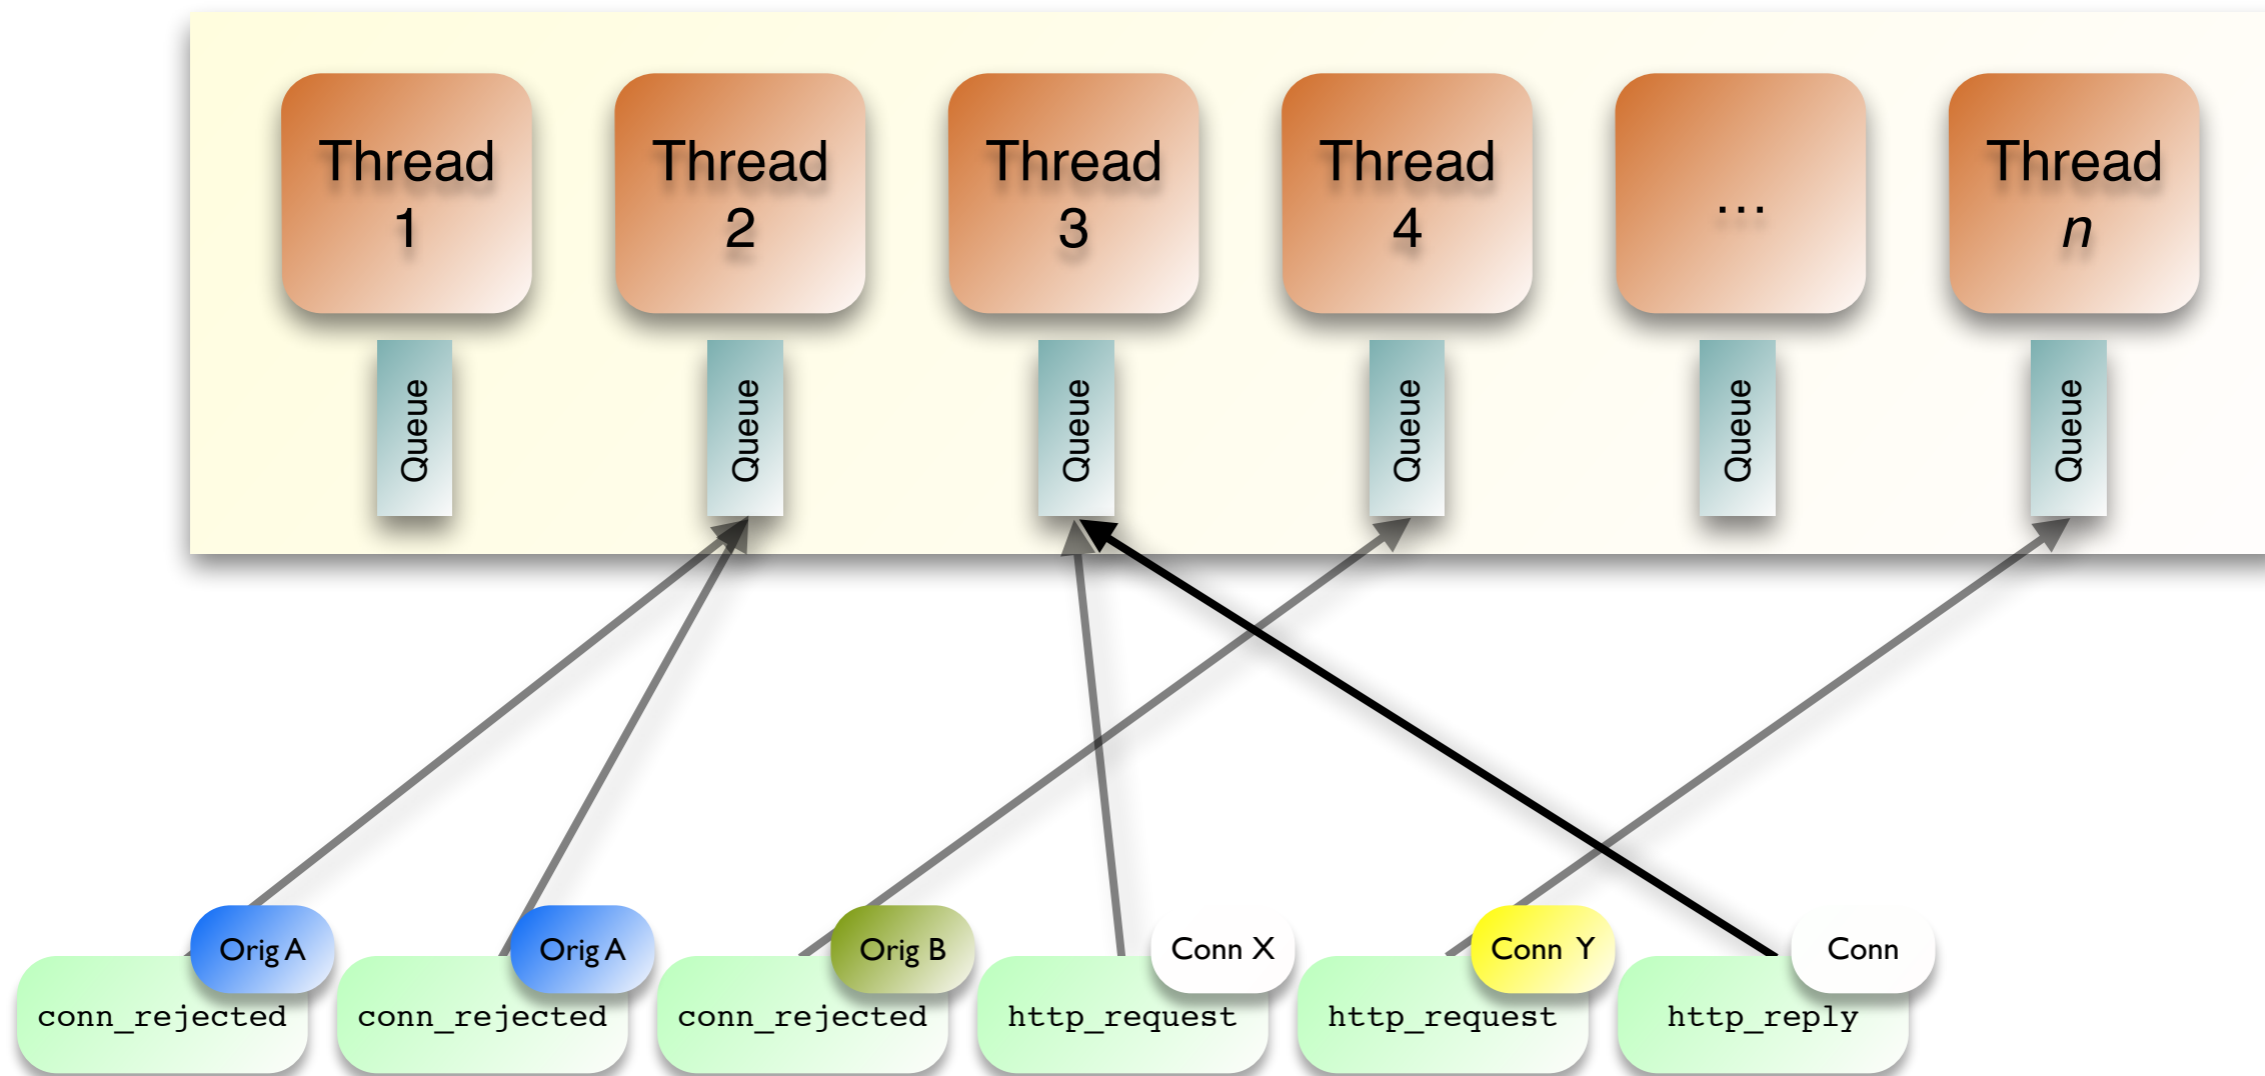 Thread
1
Thread
2
Thread
3
Thread
4
...
Thread
n
Queue
Queue
Queue
Queue
Queue
Queue
Orig A
Orig A
Orig B
Conn X
Conn Y
Conn
conn_rejected
conn_rejected
conn_rejected
http_request
http_request
http_reply